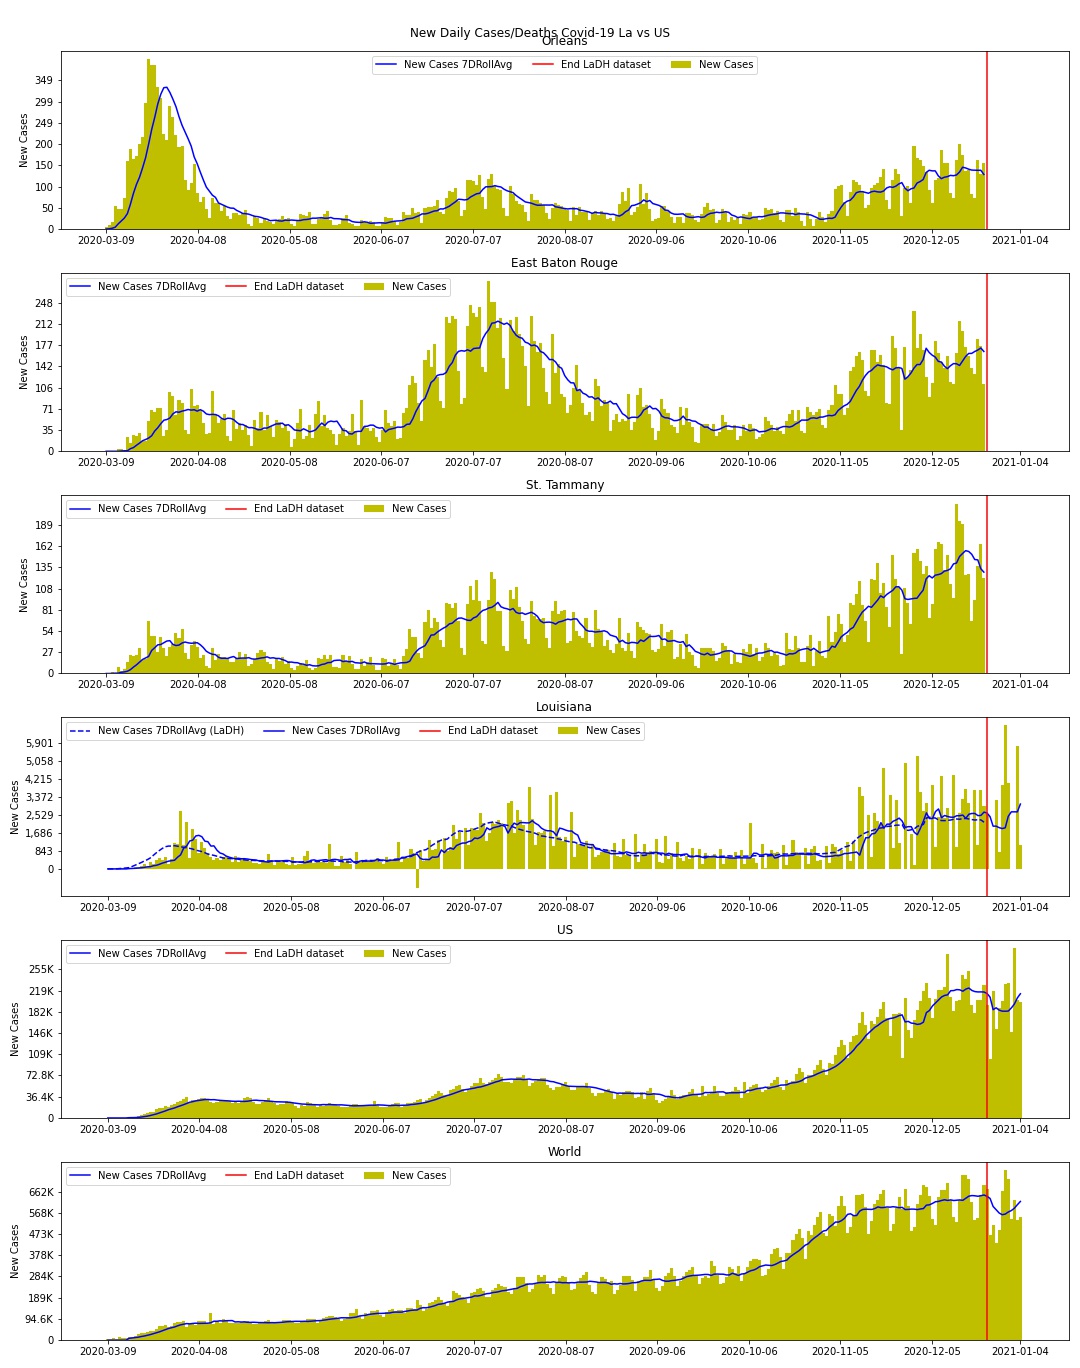 New Daily Cases/Deaths Covid-19 La vs US
Orleans
New Cases 7DRollAvg End LaDH dataset New Cases
New Cases
349
299
249
200
150
100
50
0
2020-03-09 2020-04-08 2020-05-08 2020-06-07 2020-07-07 2020-08-07 2020-09-06 2020-10-06 2020-11-05 2020-12-05 2021-01-04
East Baton Rouge
New Cases 7DRollAvg End LaDH dataset New Cases
New Cases
248
212
177
142
106
71
35
0
2020-03-09 2020-04-08 2020-05-08 2020-06-07 2020-07-07 2020-08-07 2020-09-06 2020-10-06 2020-11-05 2020-12-05 2021-01-04
St. Tammany
New Cases 7DRollAvg End LaDH dataset New Cases
New Cases
189
162
135
108
81
54
27
0
2020-03-09 2020-04-08 2020-05-08 2020-06-07 2020-07-07 2020-08-07 2020-09-06 2020-10-06 2020-11-05 2020-12-05 2021-01-04
Louisiana
New Cases 7DRollAvg (LaDH) New Cases 7DRollAvg End LaDH dataset New Cases
New Cases
5,901
5,058
4,215
3,372
2,529
1,686
843
0
2020-03-09 2020-04-08 2020-05-08 2020-06-07 2020-07-07 2020-08-07 2020-09-06 2020-10-06 2020-11-05 2020-12-05 2021-01-04
US
New Cases 7DRollAvg End LaDH dataset New Cases
New Cases
255K
219K
182K
146K
109K
72.8K
36.4K
0
2020-03-09 2020-04-08 2020-05-08 2020-06-07 2020-07-07 2020-08-07 2020-09-06 2020-10-06 2020-11-05 2020-12-05 2021-01-04
World
New Cases 7DRollAvg End LaDH dataset New Cases
New Cases
662K
568K
473K
378K
284K
189K
94.6K
0
2020-03-09 2020-04-08 2020-05-08 2020-06-07 2020-07-07 2020-08-07 2020-09-06 2020-10-06 2020-11-05 2020-12-05 2021-01-04